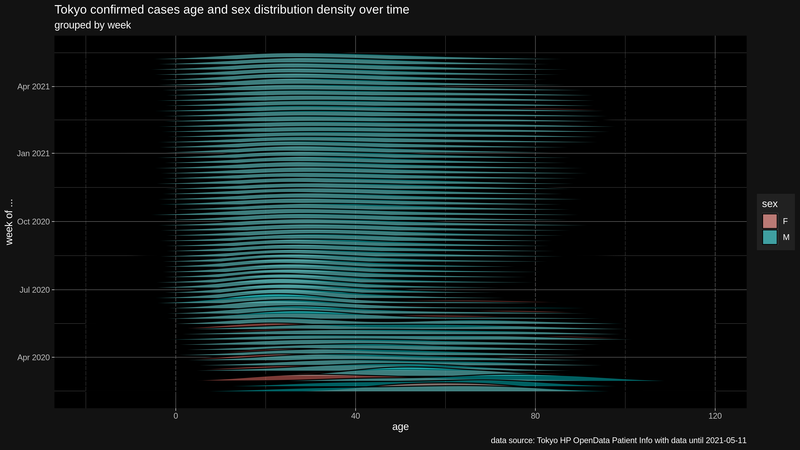 Tokyo confirmed cases age and sex distribution density over time
grouped by week
Apr 2021
Jan 2021
Oct 2020
Jul 2020
Apr 2020
week of ...
0
40
80
120
age
sex
F
M
data source: Tokyo HP OpenData Patient Info with data until 2021-05-11